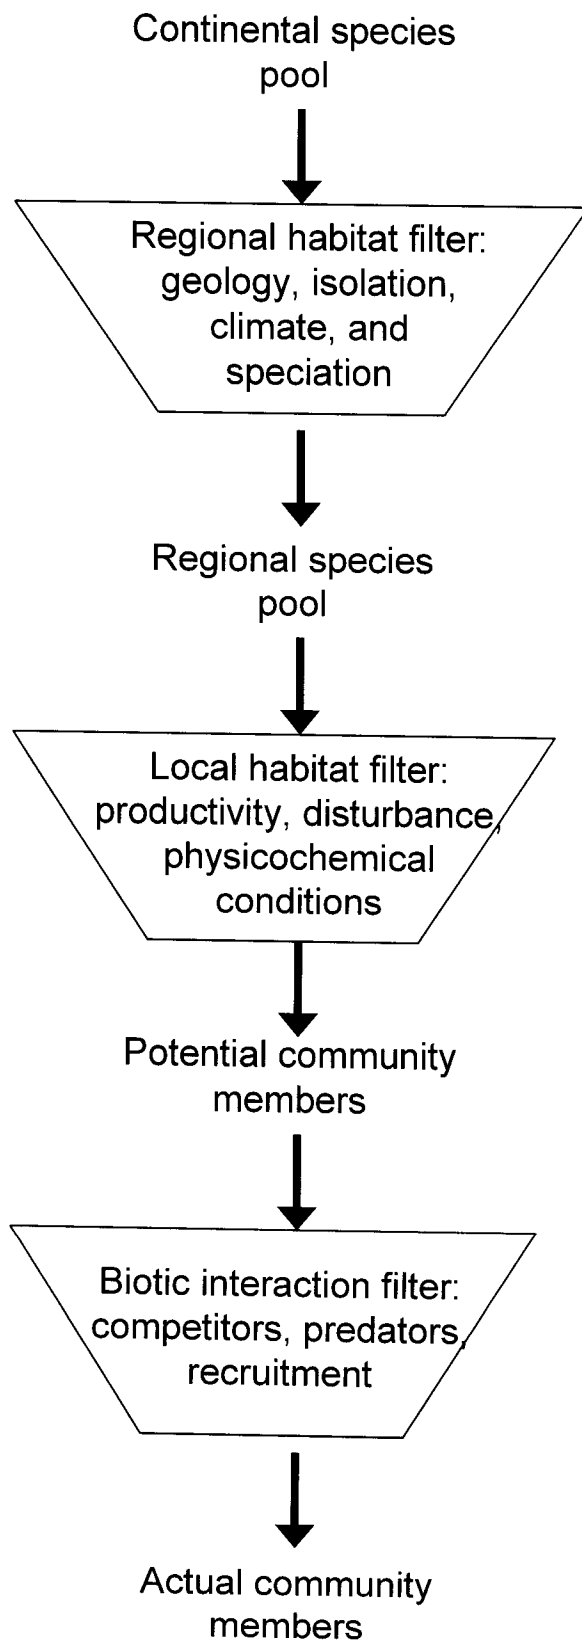 Continental species
pool
Regional habitat filter:
geology, isolation,
climate, and
speciation
Regional species
pool
Local habitat filter:
productivity, disturbance,
physicochemical
conditions
Potential community
members
Biotic interaction filter:
competitors, predators,
recruitment
Actual community
members